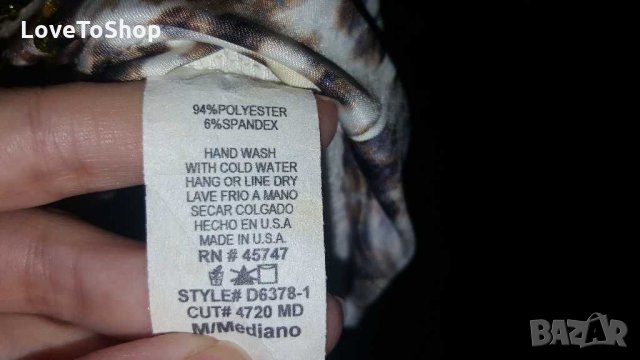 LoveToShop
94%POLYESTER
6%SPANDEX
HAND WASH
WITH COLD WATER
HANG OR LINE DRY
LAVE FRIO A MANO
SECAR COLGADO
HECHO EN U.S.A
MADE IN U.S.A.
RN # 45747
STYLE# D6378-1
CUT# 4720 MD
M/Mediano
BAZAR